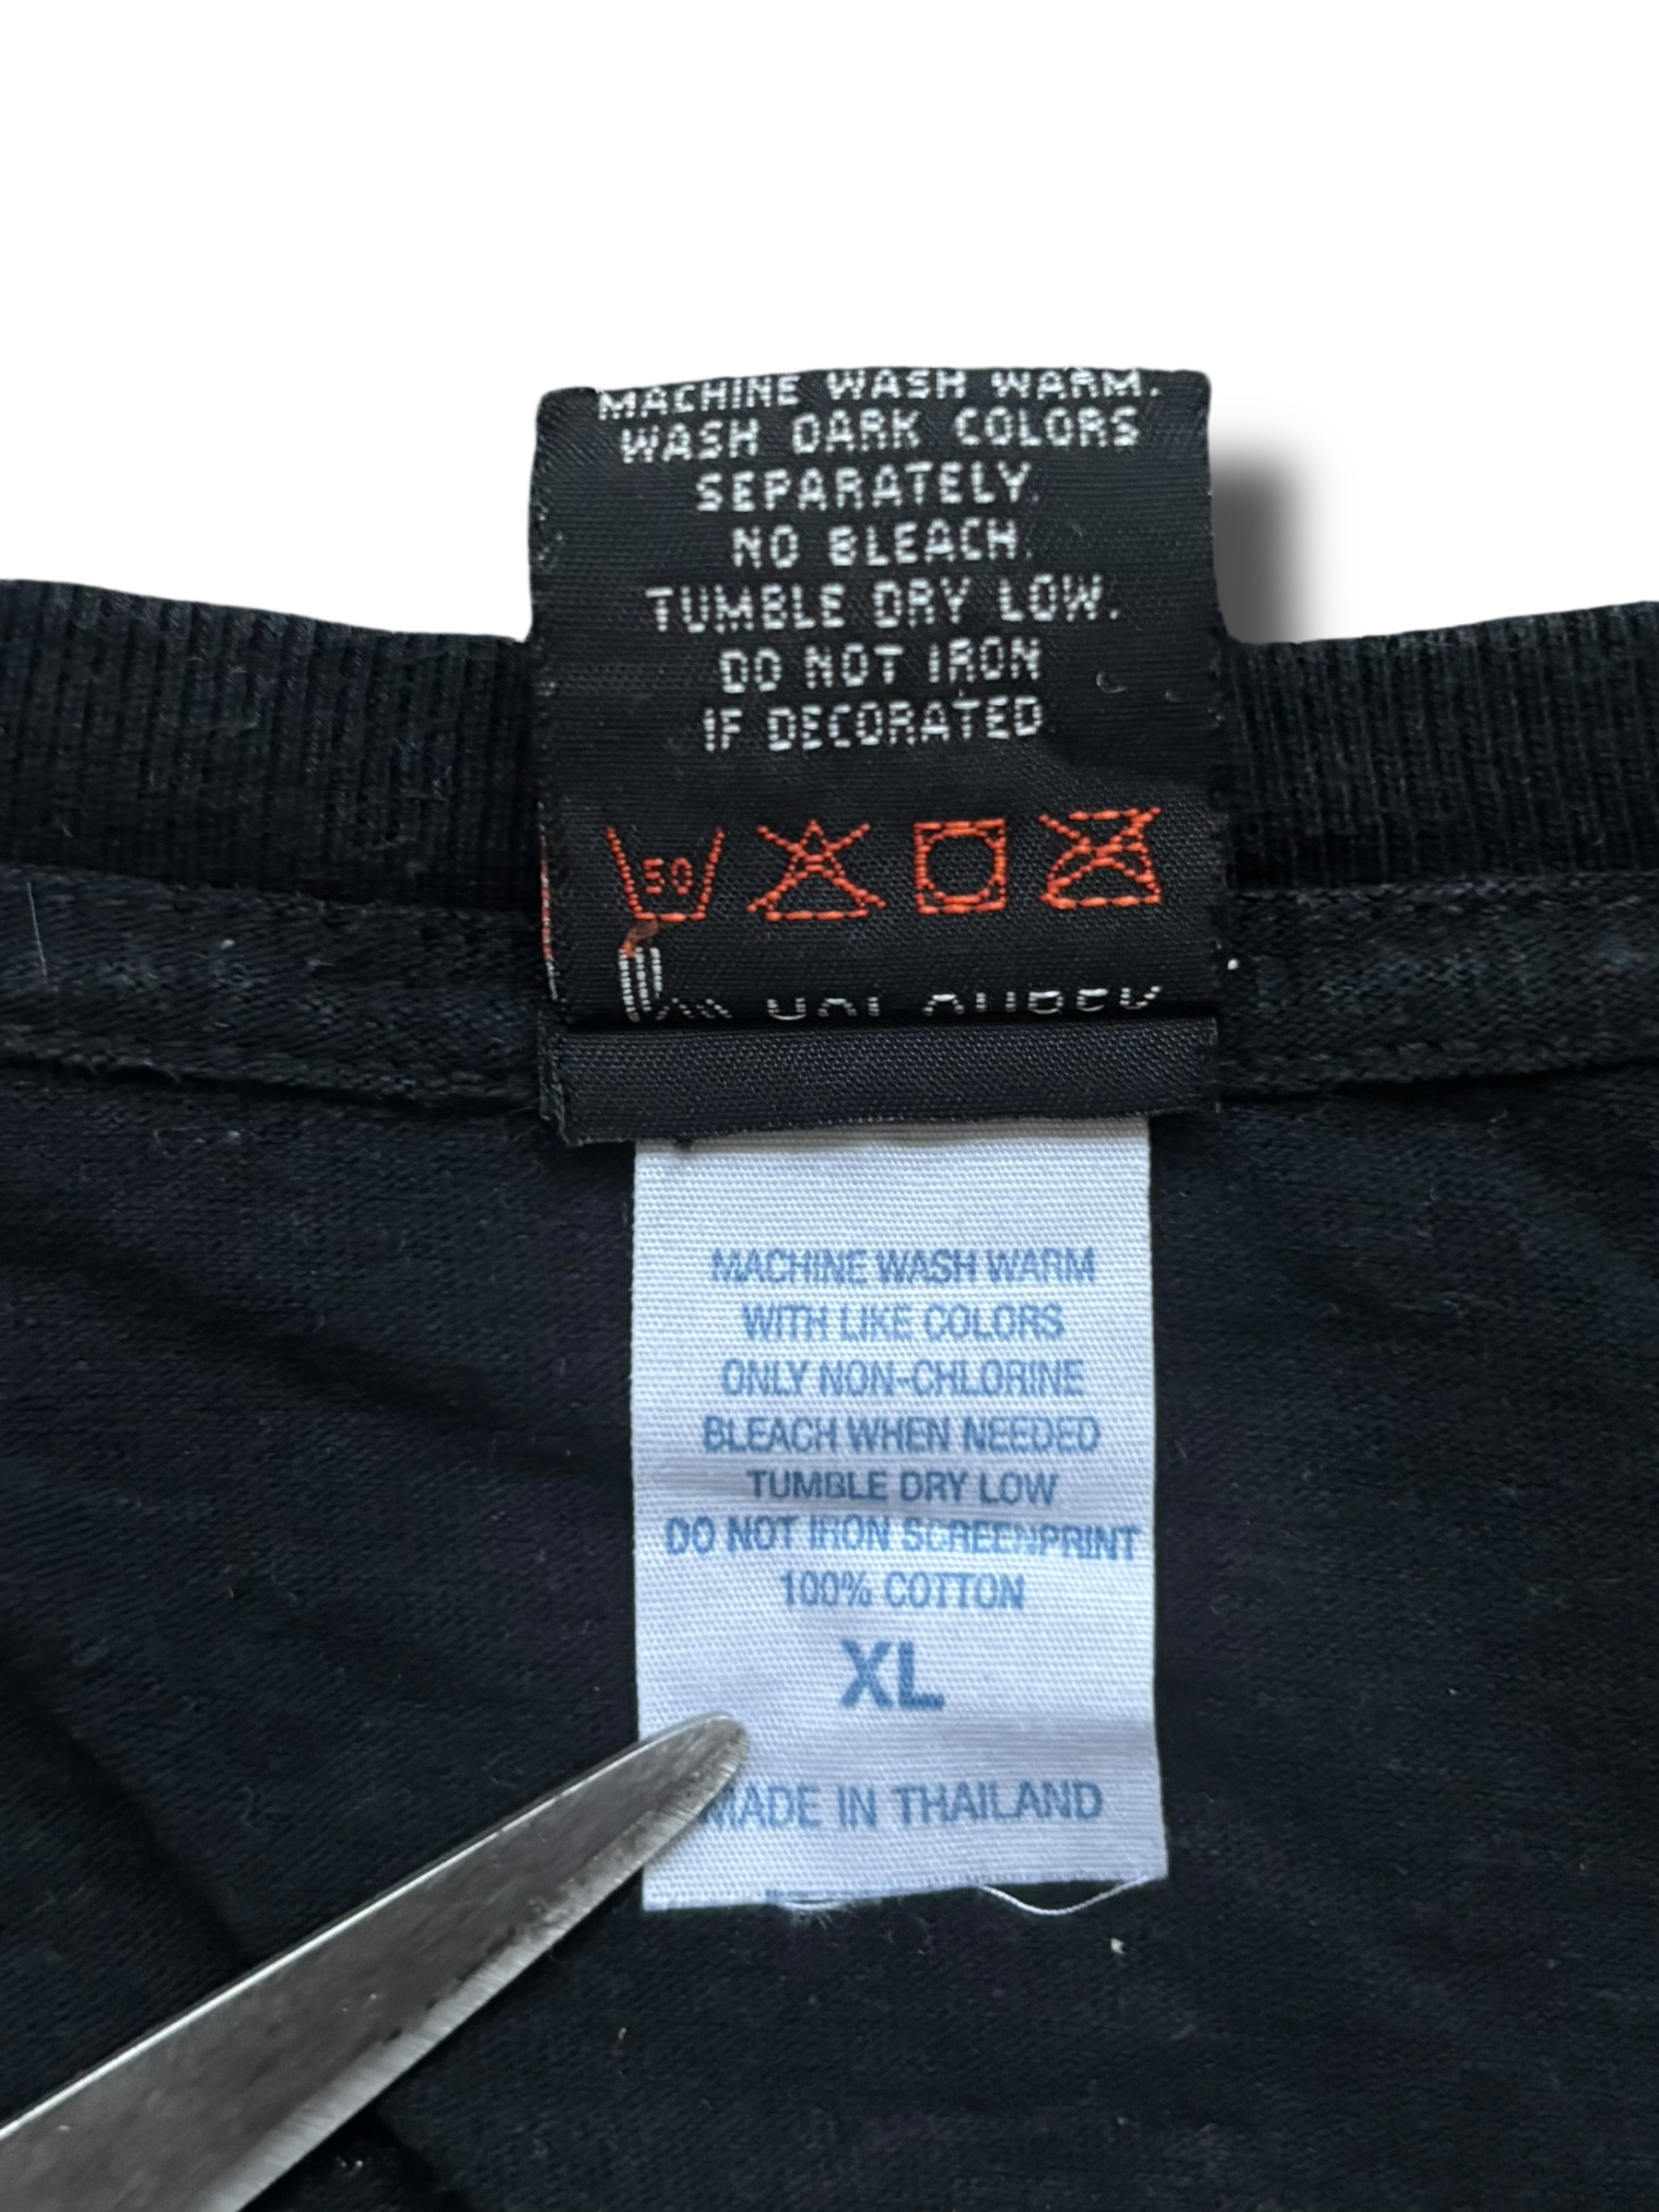 MACHINE WASH WARM.
WASH DARK COLORS
SEPARATELY.
NO BLEACH.
TUMBLE DRY LOW.
DO NOT IRON
IF DECORATED
50
MACHINE WASH WARM
WITH LIKE COLORS
ONLY NON-CHLORINE
BLEACH WHEN NEEDED
TUMBLE DRY LOW
DO NOT IRON SCREENPRINT
100% COTTON
XL
MADE IN THAILAND